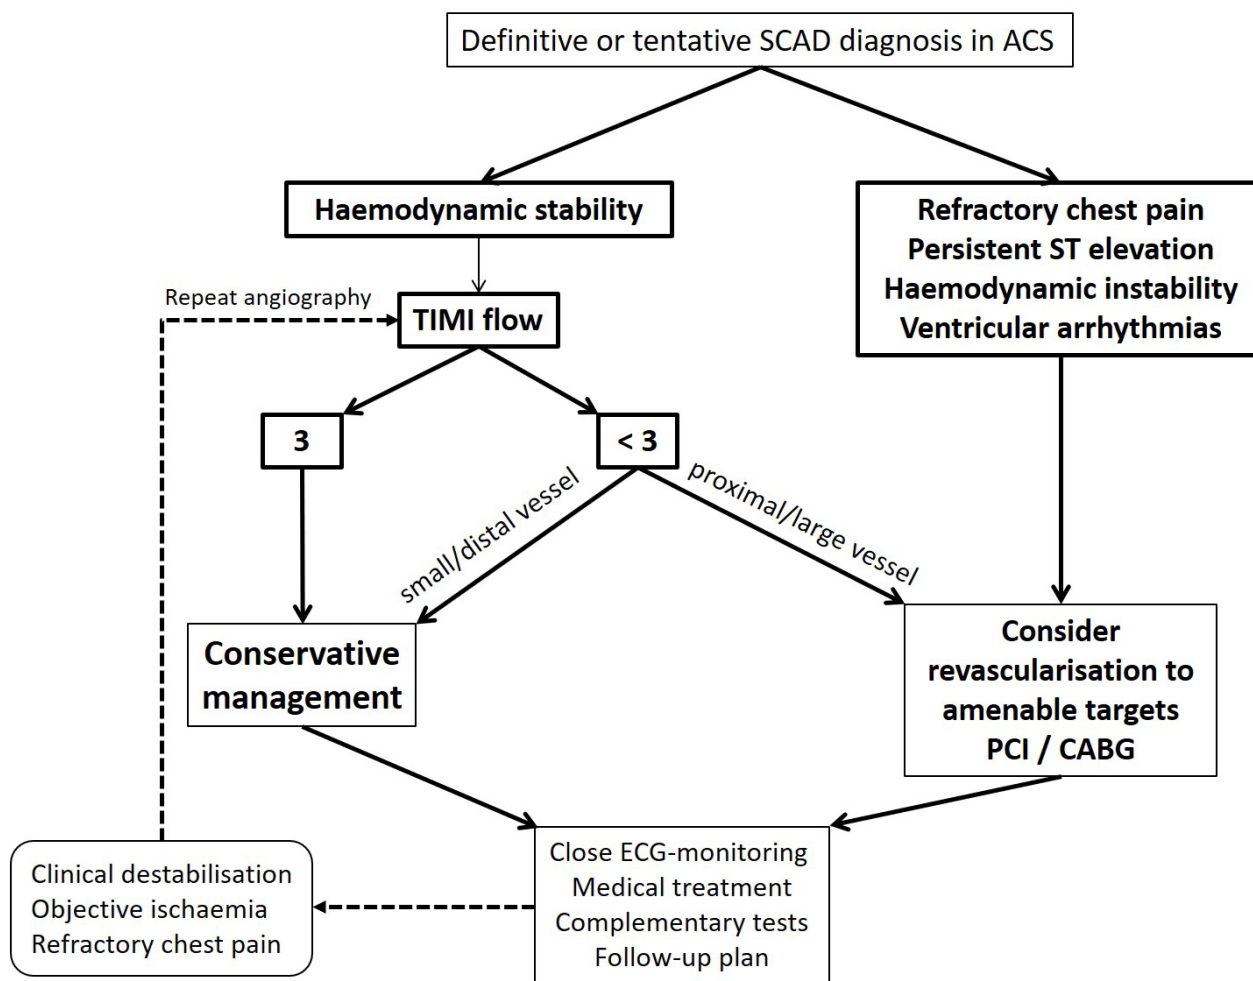 Definitive or tentative SCAD diagnosis in ACS
Haemodynamic stability
Refractory chest pain
Persistent ST elevation
Haemodynamic instability
Ventricular arrhythmias
Repeat angiography
TIMI flow
3
< 3
small/distal vessel
proximal/large vessel
Conservative
management
Consider
revascularisation to
amenable targets
PCI / CABG
Close ECG-monitoring
Medical treatment
Complementary tests
Follow-up plan
Clinical destabilisation
Objective ischaemia
Refractory chest pain